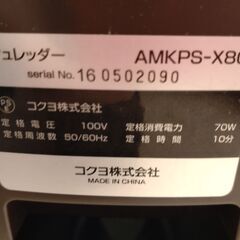 ュレッダー AMKPS-X80
serial No. 16 0502090
コクヨ株式会社
定格電圧 100V 定格消費電力 70W
定格周波数 50/60Hz 定格時間 10分
コクヨ株式会社
MADE IN CHINA